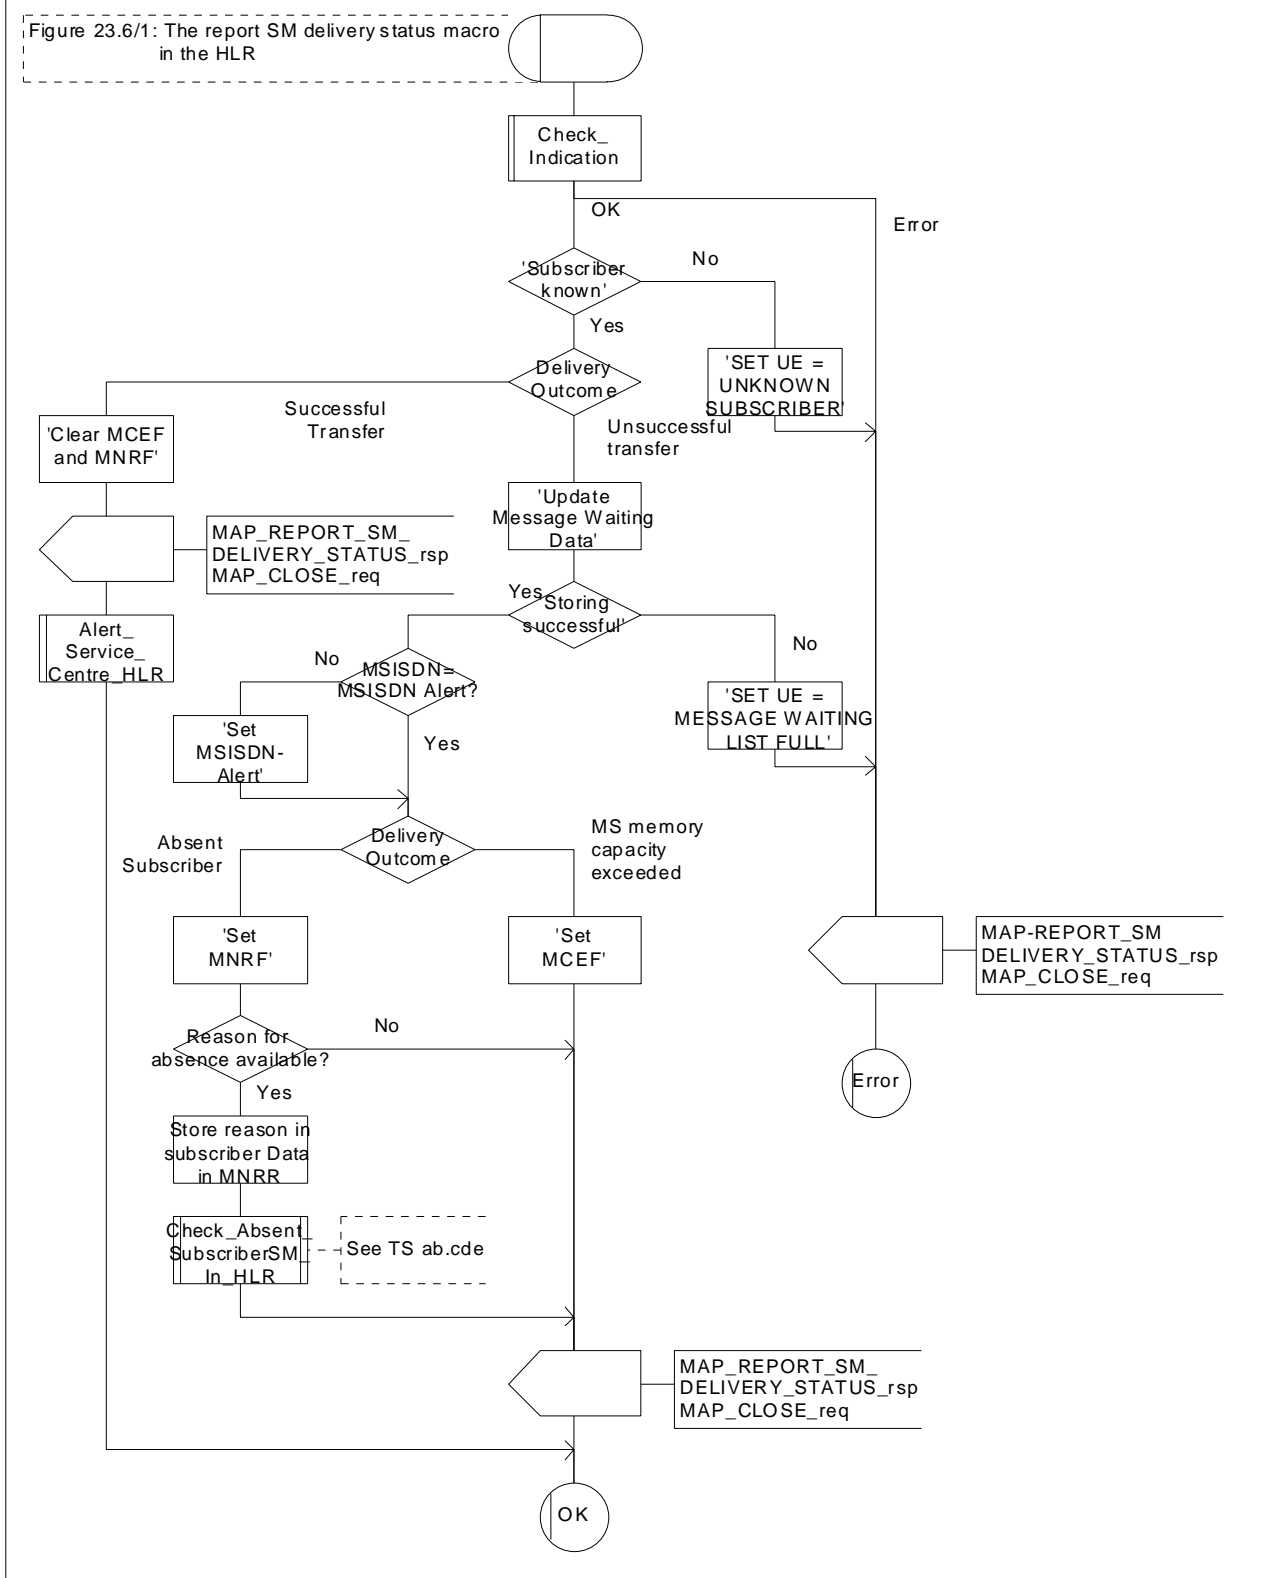 Figure 23.6/1: The report SM delivery status macro
in the HLR
Check_
Indication
OK
Error
'Subscriber
known'
No
Yes
Delivery
Outcome
'SET UE =
UNKNOWN
SUBSCRIBER'
Successful
Transfer
Unsuccessful
transfer
'Clear MCEF
and MNRF'
'Update
Message Waiting
Data'
MAP_REPORT_SM_
DELIVERY_STATUS_rsp
MAP_CLOSE_req
Yes
'Storing
successful'
No
Alert_
Service_
Centre_HLR
No
MSISDN=
MSISDN Alert?
'SET UE =
MESSAGE WAITING
LIST FULL'
'Set
MSISDN-
Alert'
Yes
Absent
Subscriber
Delivery
Outcome
MS memory
capacity
exceeded
'Set
MNRF'
'Set
MCEF'
MAP-REPORT_SM
DELIVERY_STATUS_rsp
MAP_CLOSE_req
Reason for
absence available?
No
Error
Yes
Store reason in
subscriber Data
in MNRR
Check_Absent_
SubscriberSM_
In_HLR
See TS ab.cde
MAP_REPORT_SM_
DELIVERY_STATUS_rsp
MAP_CLOSE_req
OK